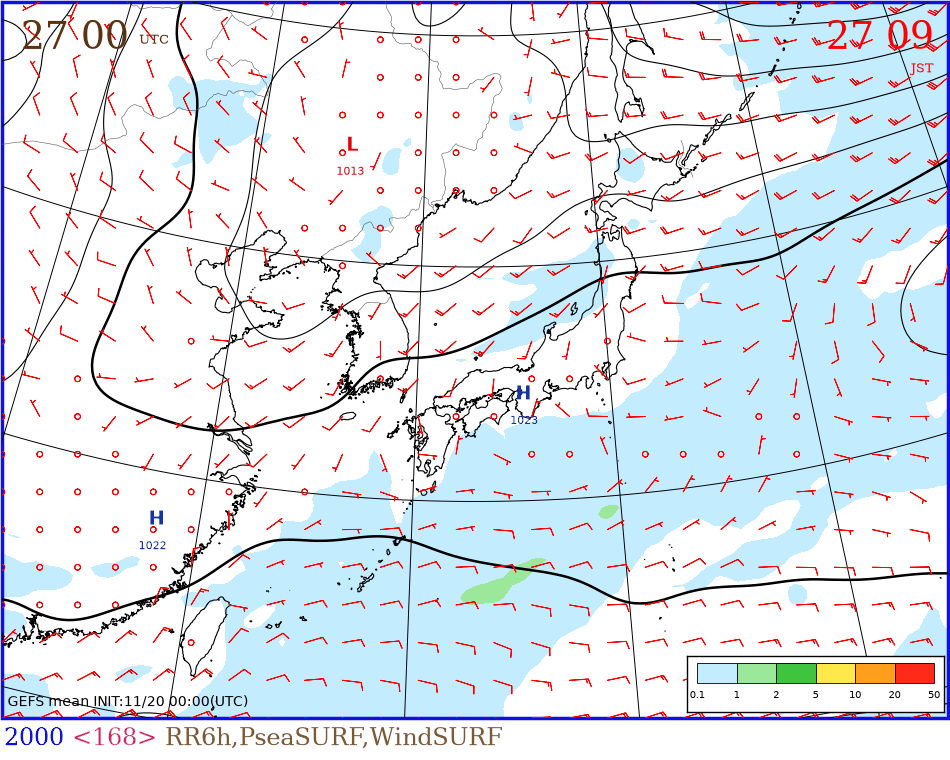 27 00 UTC
27 09
JST
L
1013
H
1023
H
1022
GEFS mean INIT:11/20 00:00(UTC)
0.1 1 2 5 10 20 50
2000 <168> RR6h,PseaSURF,WindSURF